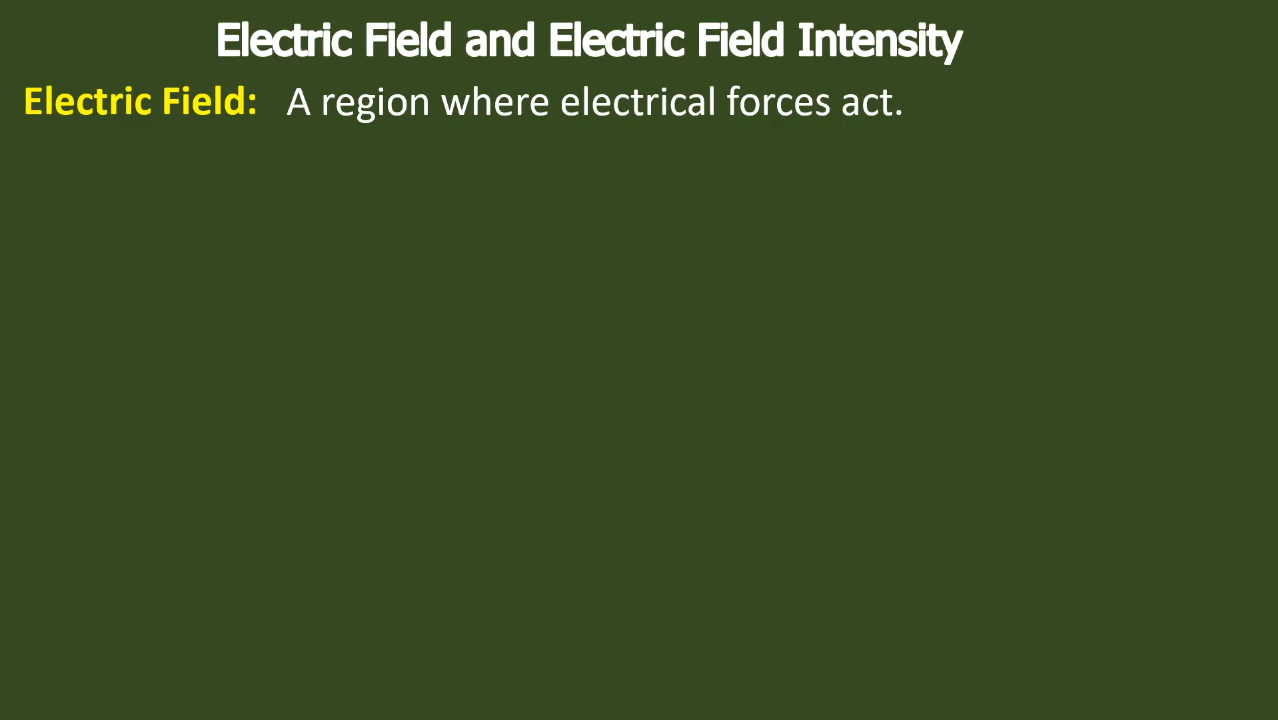 Electric Field and Electric Field Intensity
Electric Field: A region where electrical forces act.